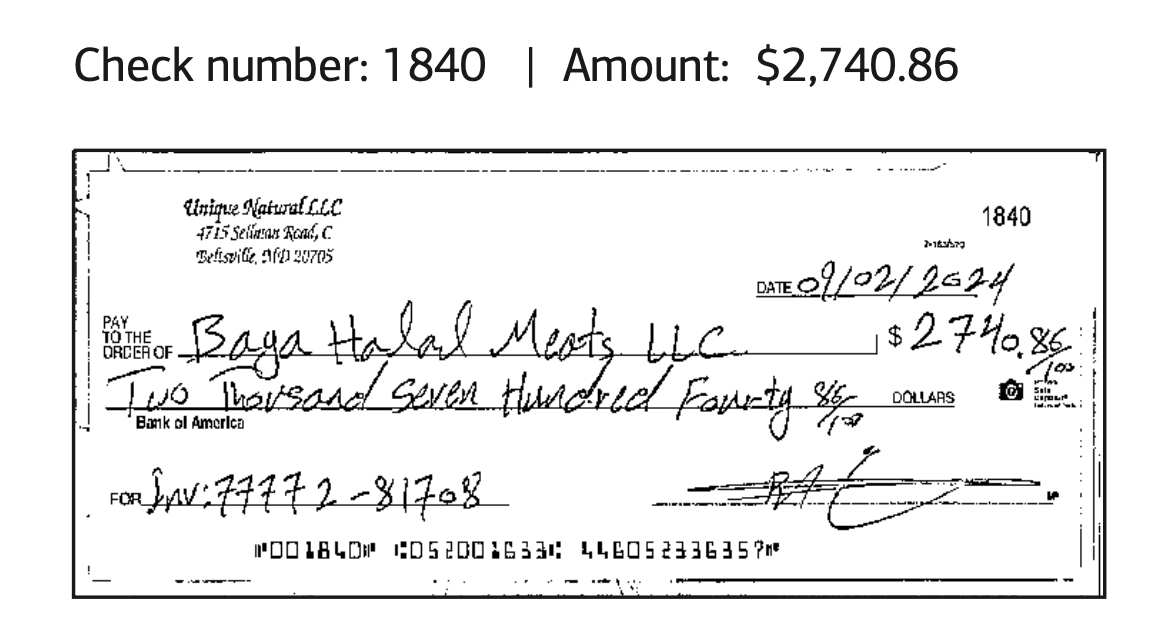 Check number: 1840 | Amount: $2,740.86
Unique Natural LLC
4715 Sellman Road, C
Beltsville, MD 20705
1840
DATE 09/02/2024
PAY TO THE ORDER OF Baga Halal Meats LLC $ 2740.86/100
Two Thousand Seven Hundred Fourty 86/100 DOLLARS
Bank of America
FOR Inv:77772-81708
⑈001840⑈ ⑆052001633⑆ 446052336357⑈